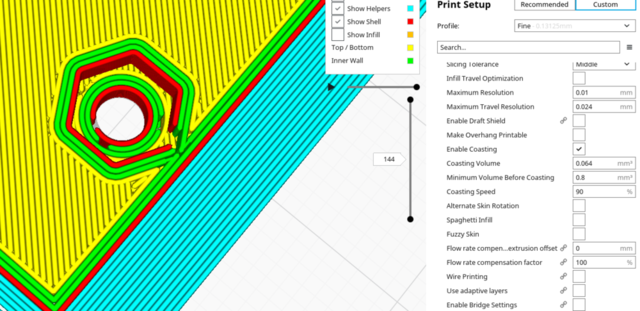 Show Helpers
Show Shell
Show Infill
Top / Bottom
Inner Wall
144
Print Setup
Recommended
Custom
Profile:
Fine - 0.13125mm
Search...
Slicing Tolerance Middle
Infill Travel Optimization
Maximum Resolution 0.01 mm
Maximum Travel Resolution 0.024 mm
Enable Draft Shield
Make Overhang Printable
Enable Coasting
Coasting Volume 0.064 mm³
Minimum Volume Before Coasting 0.8 mm³
Coasting Speed 90 %
Alternate Skin Rotation
Spaghetti Infill
Fuzzy Skin
Flow rate compen...extrusion offset 0 mm
Flow rate compensation factor 100 %
Wire Printing
Use adaptive layers
Enable Bridge Settings